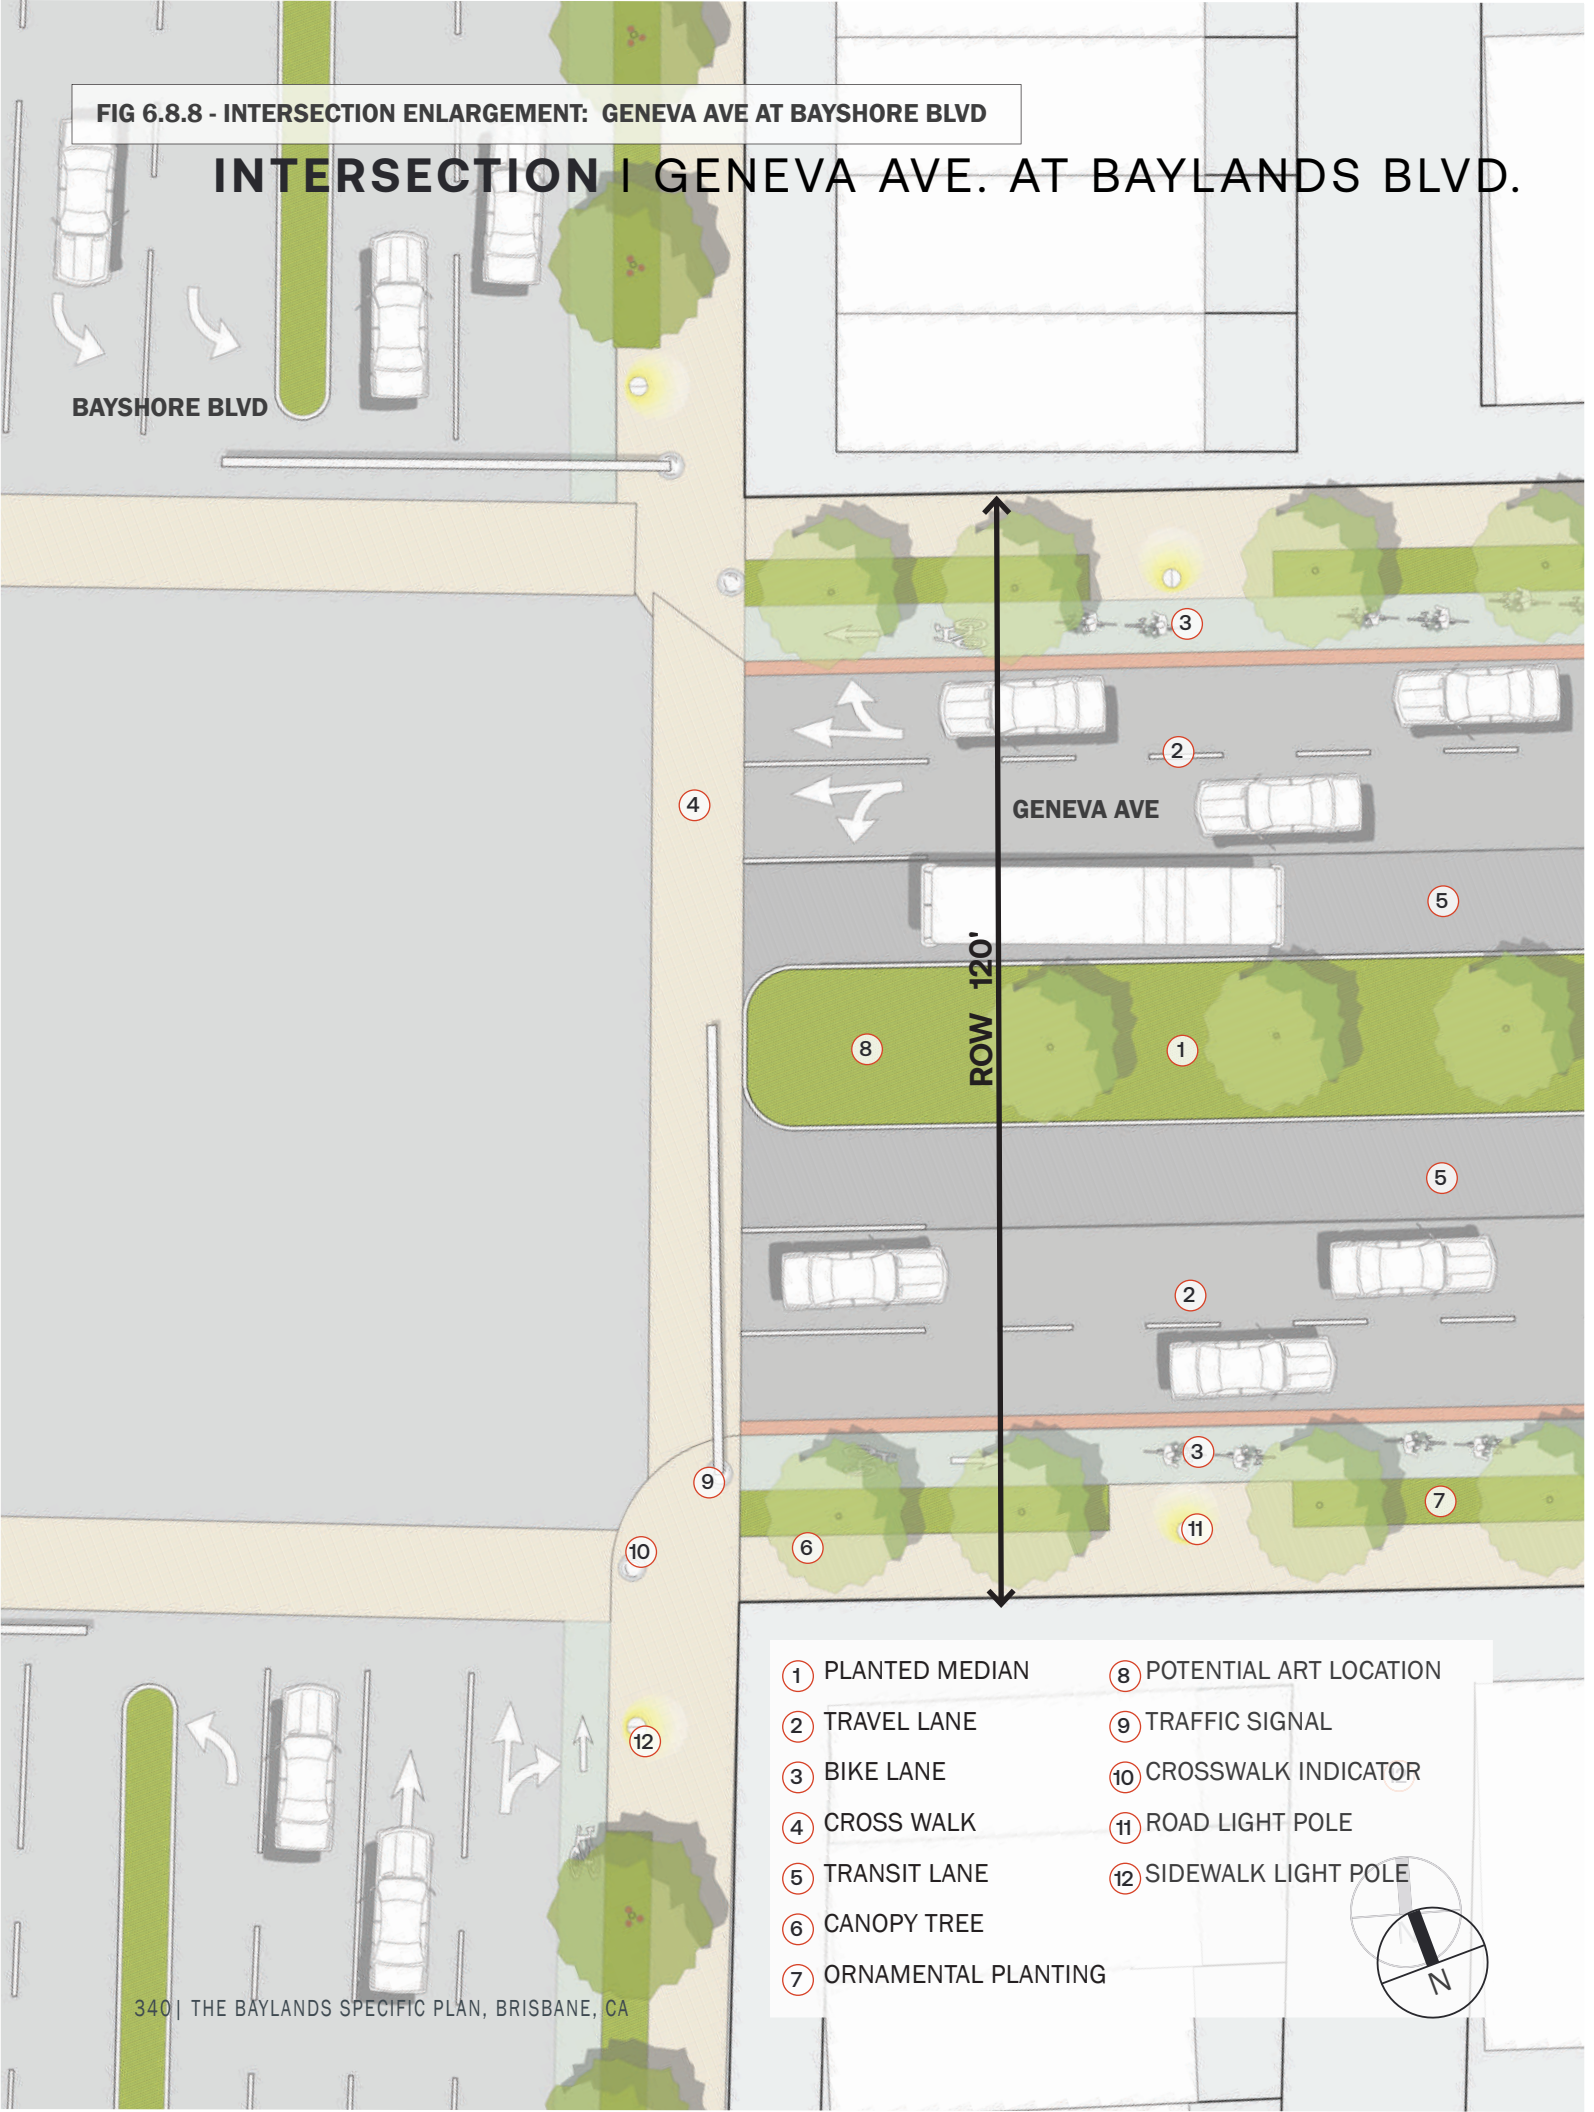 FIG 6.8.8 - INTERSECTION ENLARGEMENT: GENEVA AVE AT BAYSHORE BLVD
INTERSECTION | GENEVA AVE. AT BAYLANDS BLVD.
BAYSHORE BLVD
3
2
4
GENEVA AVE
5
ROW 120'
8
1
5
2
3
9
7
11
10
6
12
1 PLANTED MEDIAN
2 TRAVEL LANE
3 BIKE LANE
4 CROSS WALK
5 TRANSIT LANE
6 CANOPY TREE
7 ORNAMENTAL PLANTING
8 POTENTIAL ART LOCATION
9 TRAFFIC SIGNAL
10 CROSSWALK INDICATOR
12
11 ROAD LIGHT POLE
12 SIDEWALK LIGHT POLE
N
N
340| THE BAYLANDS SPECIFIC PLAN, BRISBANE, CA